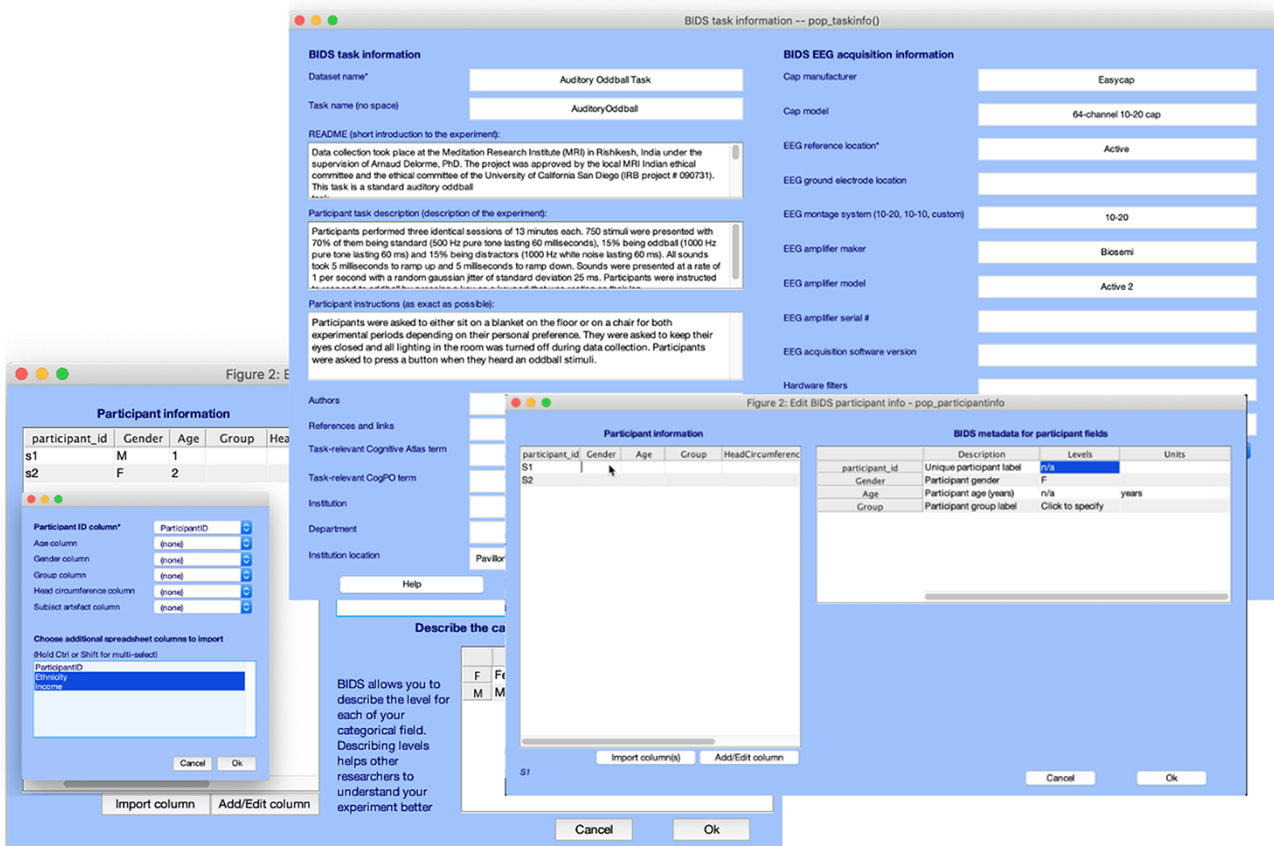 BIDS task information -- pop_taskinfo()
BIDS task information
Dataset name*
Auditory Oddball Task
Task name (no space)
AuditoryOddball
README (short introduction to the experiment):
Data collection took place at the Meditation Research Institute (MRI) in Rishikesh, India under the
supervision of Arnaud Delorme, PhD. The project was approved by the local MRI Indian ethical
committee and the ethical committee of the University of California San Diego (IRB project # 090731).
This task is a standard auditory oddball
Participant task description (description of the experiment):
Participants performed three identical sessions of 13 minutes each. 750 stimuli were presented with
70% of them being standard (500 Hz pure tone lasting 60 milliseconds), 15% being oddball (1000 Hz
pure tone lasting 60 ms) and 15% being distractors (1000 Hz white noise lasting 60 ms). All sounds
took 5 milliseconds to ramp up and 5 milliseconds to ramp down. Sounds were presented at a rate of
1 per second with a random gaussian jitter of standard deviation 25 ms. Participants were instructed
Participant instructions (as exact as possible):
Participants were asked to either sit on a blanket on the floor or on a chair for both
experimental periods depending on their personal preference. They were asked to keep their
eyes closed and all lighting in the room was turned off during data collection. Participants
were asked to press a button when they heard an oddball stimuli.
Authors
References and links
Task-relevant Cognitive Atlas term
Task-relevant CogPO term
Institution
Department
Institution location
Help
BIDS EEG acquisition information
Cap manufacturer
Easycap
Cap model
64-channel 10-20 cap
EEG reference location*
Active
EEG ground electrode location
EEG montage system (10-20, 10-10, custom)
10-20
EEG amplifier maker
Biosemi
EEG amplifier model
Active 2
EEG amplifier serial #
EEG acquisition software version
Hardware filters
Figure 2: E
Participant information
participant_id Gender Age Group Hea
s1 M 1
s2 F 2
Participant ID column*
ParticipantID
Age column
(none)
Gender column
(none)
Group column
(none)
Head circumference column
(none)
Subject artefact column
(none)
Choose additional spreadsheet columns to import
(Hold Ctrl or Shift for multi-select)
ParticipantID
Ethnicity
Income
Cancel Ok
Import column Add/Edit column
Describe the ca
F Fe
M M
BIDS allows you to
describe the level for
each of your
categorical field.
Describing levels
helps other
researchers to
understand your
experiment better
Cancel Ok
Figure 2: Edit BIDS participant info - pop_participantinfo
Participant information
participant_id Gender Age Group HeadCircumferenc
S1
S2
Import column(s) Add/Edit column
S1
BIDS metadata for participant fields
Description Levels Units
participant_id Unique participant label n/a
Gender Participant gender F
Age Participant age (years) n/a years
Group Participant group label Click to specify
Cancel Ok